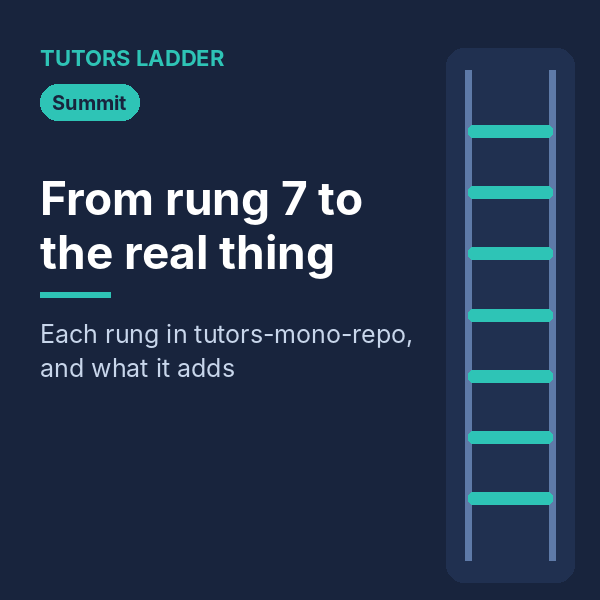 TUTORS LADDER
Summit
From rung 7 to
the real thing
Each rung in tutors-mono-repo,
and what it adds